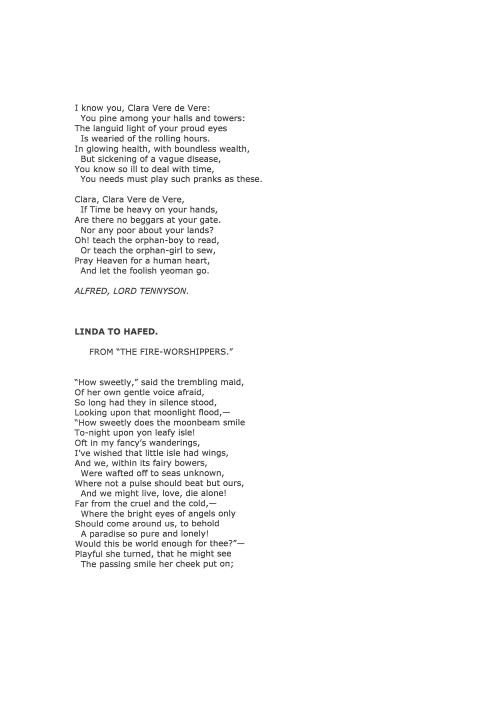 I know you, Clara Vere de Vere:
You pine among your halls and towers:
The languid light of your proud eyes
Is wearied of the rolling hours.
In glowing health, with boundless wealth,
But sickening of a vague disease,
You know so ill to deal with time,
You needs must play such pranks as these.
Clara, Clara Vere de Vere,
If Time be heavy on your hands,
Are there no beggars at your gate.
Nor any poor about your lands?
Oh! teach the orphan-boy to read,
Or teach the orphan-girl to sew,
Pray Heaven for a human heart,
And let the foolish yeoman go.
ALFRED, LORD TENNYSON.
LINDA TO HAFED.
FROM “THE FIRE-WORSHIPPERS.”
“How sweetly,” said the trembling maid,
Of her own gentle voice afraid,
So long had they in silence stood,
Looking upon that moonlight flood,—
“How sweetly does the moonbeam smile
To-night upon yon leafy isle!
Oft in my fancy’s wanderings,
I’ve wished that little isle had wings,
And we, within its fairy bowers,
Were wafted off to seas unknown,
Where not a pulse should beat but ours,
And we might live, love, die alone!
Far from the cruel and the cold,—
Where the bright eyes of angels only
Should come around us, to behold
A paradise so pure and lonely!
Would this be world enough for thee?”—
Playful she turned, that he might see
The passing smile her cheek put on;